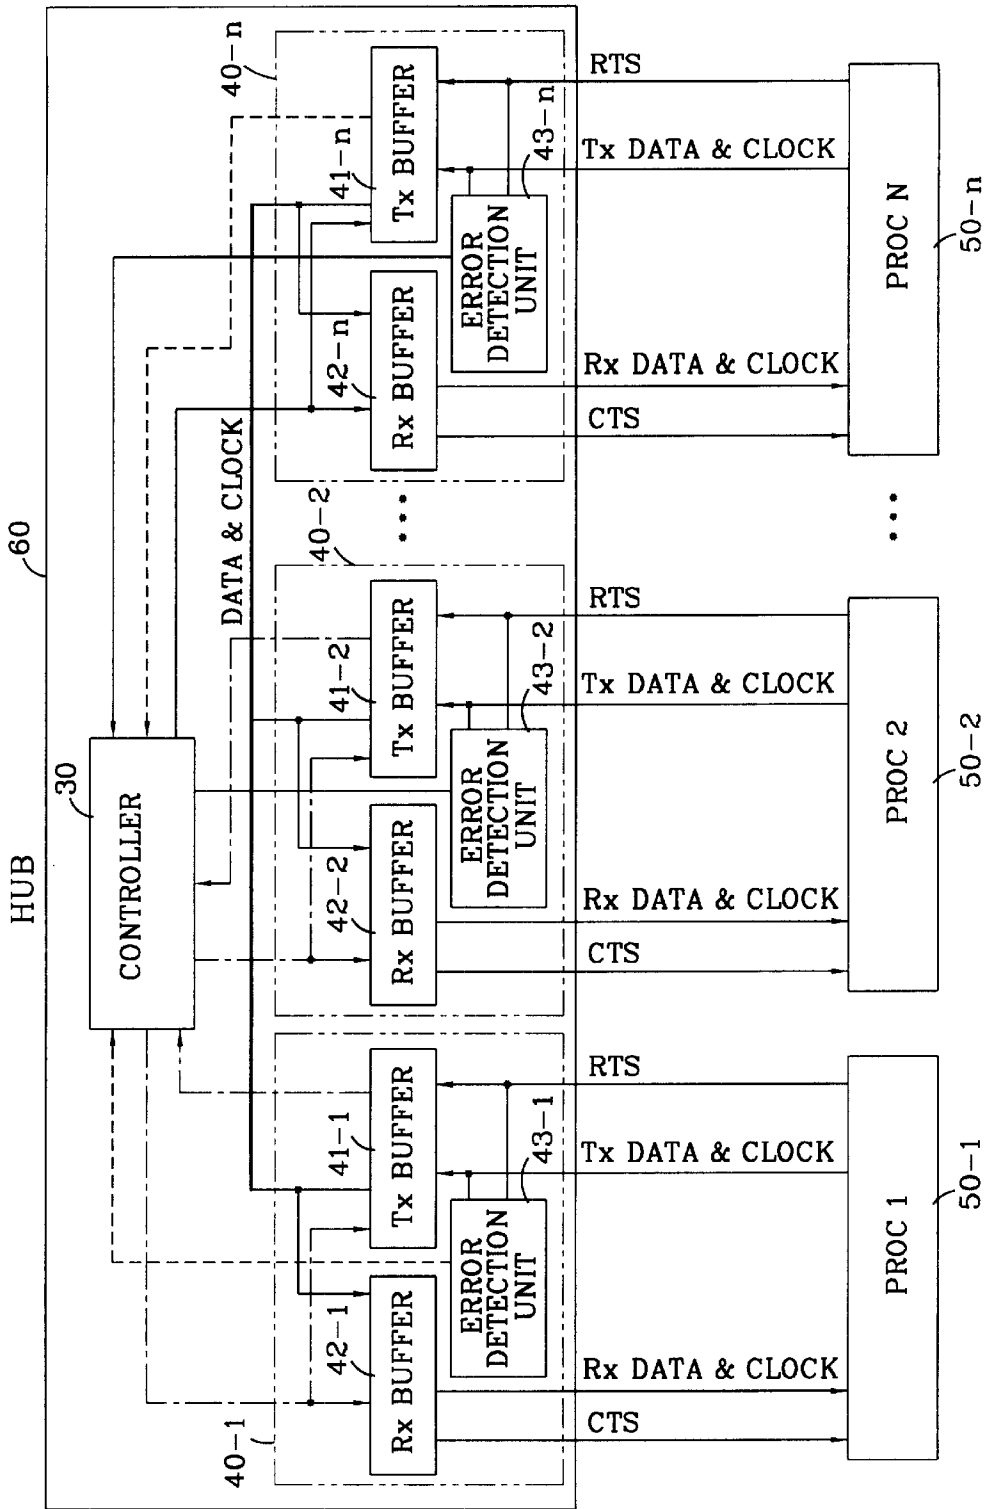 HUB
60
30
CONTROLLER
DATA & CLOCK
40-1
42-1
Rx BUFFER
41-1
Tx BUFFER
ERROR
DETECTION
UNIT
43-1
CTS
Rx DATA & CLOCK
Tx DATA & CLOCK
RTS
PROC 1
50-1
40-2
42-2
Rx BUFFER
41-2
Tx BUFFER
ERROR
DETECTION
UNIT
43-2
CTS
Rx DATA & CLOCK
Tx DATA & CLOCK
RTS
PROC 2
50-2
40-n
42-n
Rx BUFFER
41-n
Tx BUFFER
ERROR
DETECTION
UNIT
43-n
CTS
Rx DATA & CLOCK
Tx DATA & CLOCK
RTS
PROC N
50-n